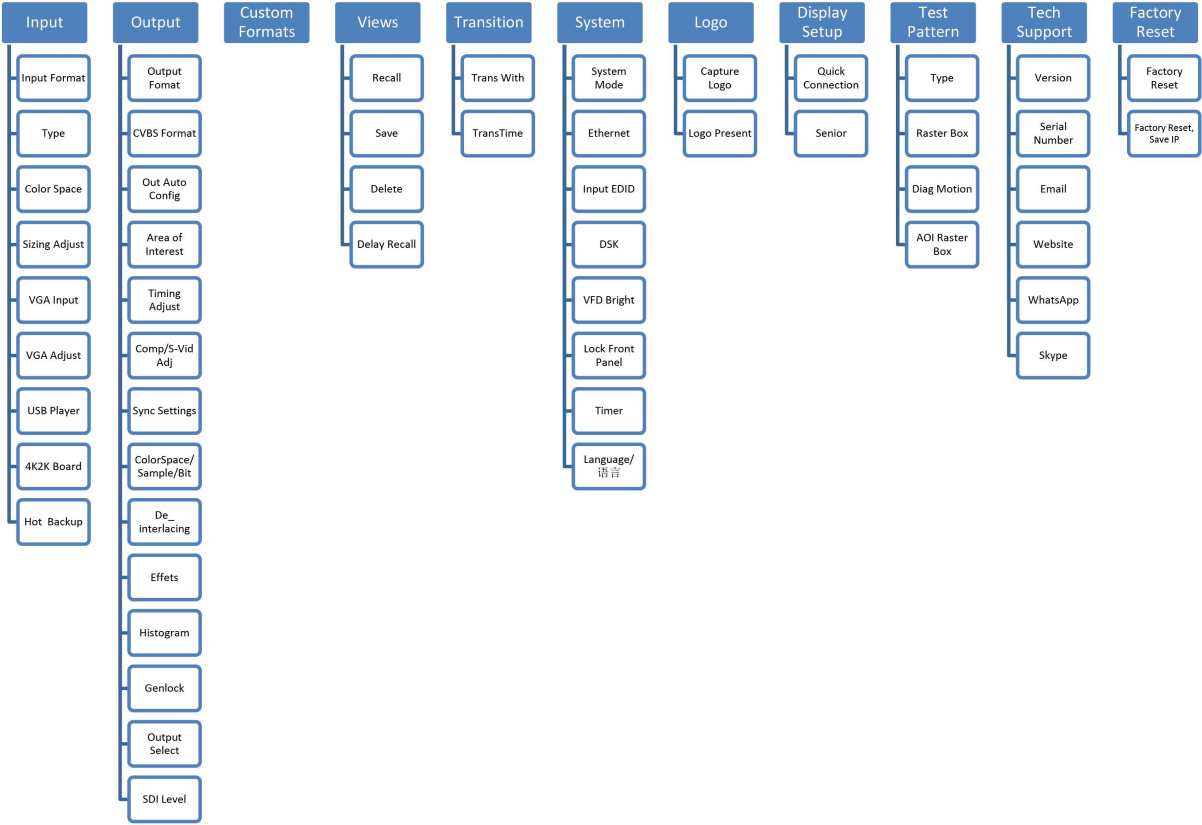 Input
Input Format
Type
Color Space
Sizing Adjust
VGA Input
VGA Adjust
USB Player
4K2K Board
Hot  Backup
Output
Output
Fomat
CVBS Format
Out Auto
Config
Area of
Interest
Timing
Adjust
Comp/S-Vid
Adj
Sync Settings
ColorSpace/
Sample/Bit
De_
interlacing
Effets
Histogram
Genlock
Output
Select
SDI Level
Custom
Formats
Views
Recall
Save
Delete
Delay Recall
Transition
Trans With
TransTime
System
System
Mode
Ethernet
Input EDID
DSK
VFD Bright
Lock Front
Panel
Timer
Language/
语言
Logo
Capture
Logo
Logo Present
Display
Setup
Quick
Connection
Senior
Test
Pattern
Type
Raster Box
Diag Motion
AOI Raster
Box
Tech
Support
Version
Serial
Number
Email
Website
WhatsApp
Skype
Factory
Reset
Factory
Reset
Factory Reset,
Save IP